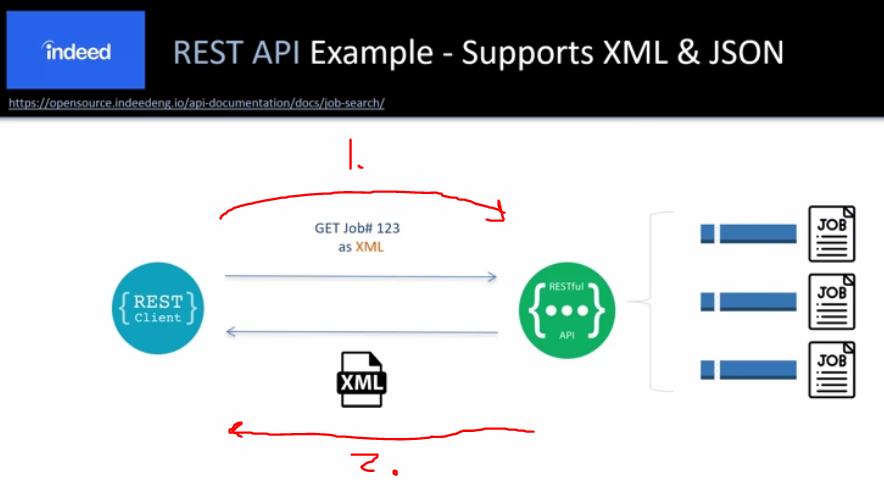 indeed
REST API Example - Supports XML & JSON
https://opensource.indeedeng.io/api-documentation/docs/job-search/
1.
GET Job# 123
as XML
{REST}
Client
RESTful
{•••}
API
XML
2.
JOB
JOB
JOB